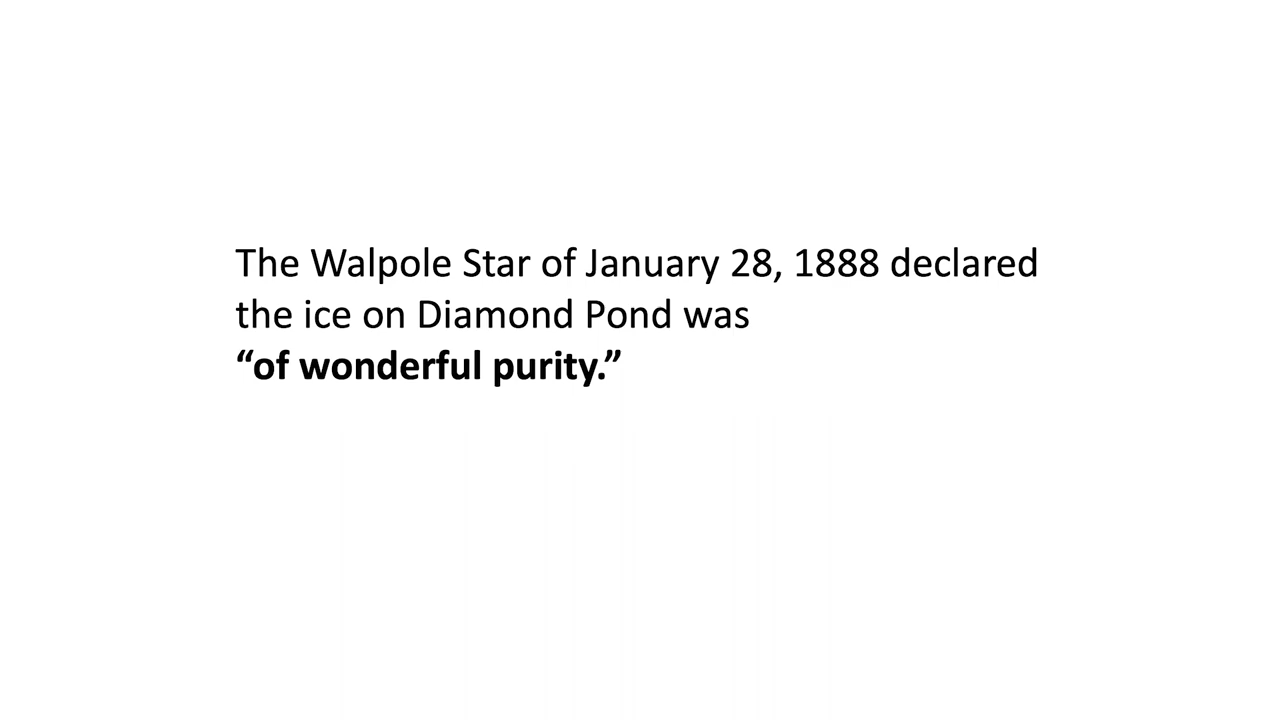 The Walpole Star of January 28, 1888 declared
the ice on Diamond Pond was
“of wonderful purity.”